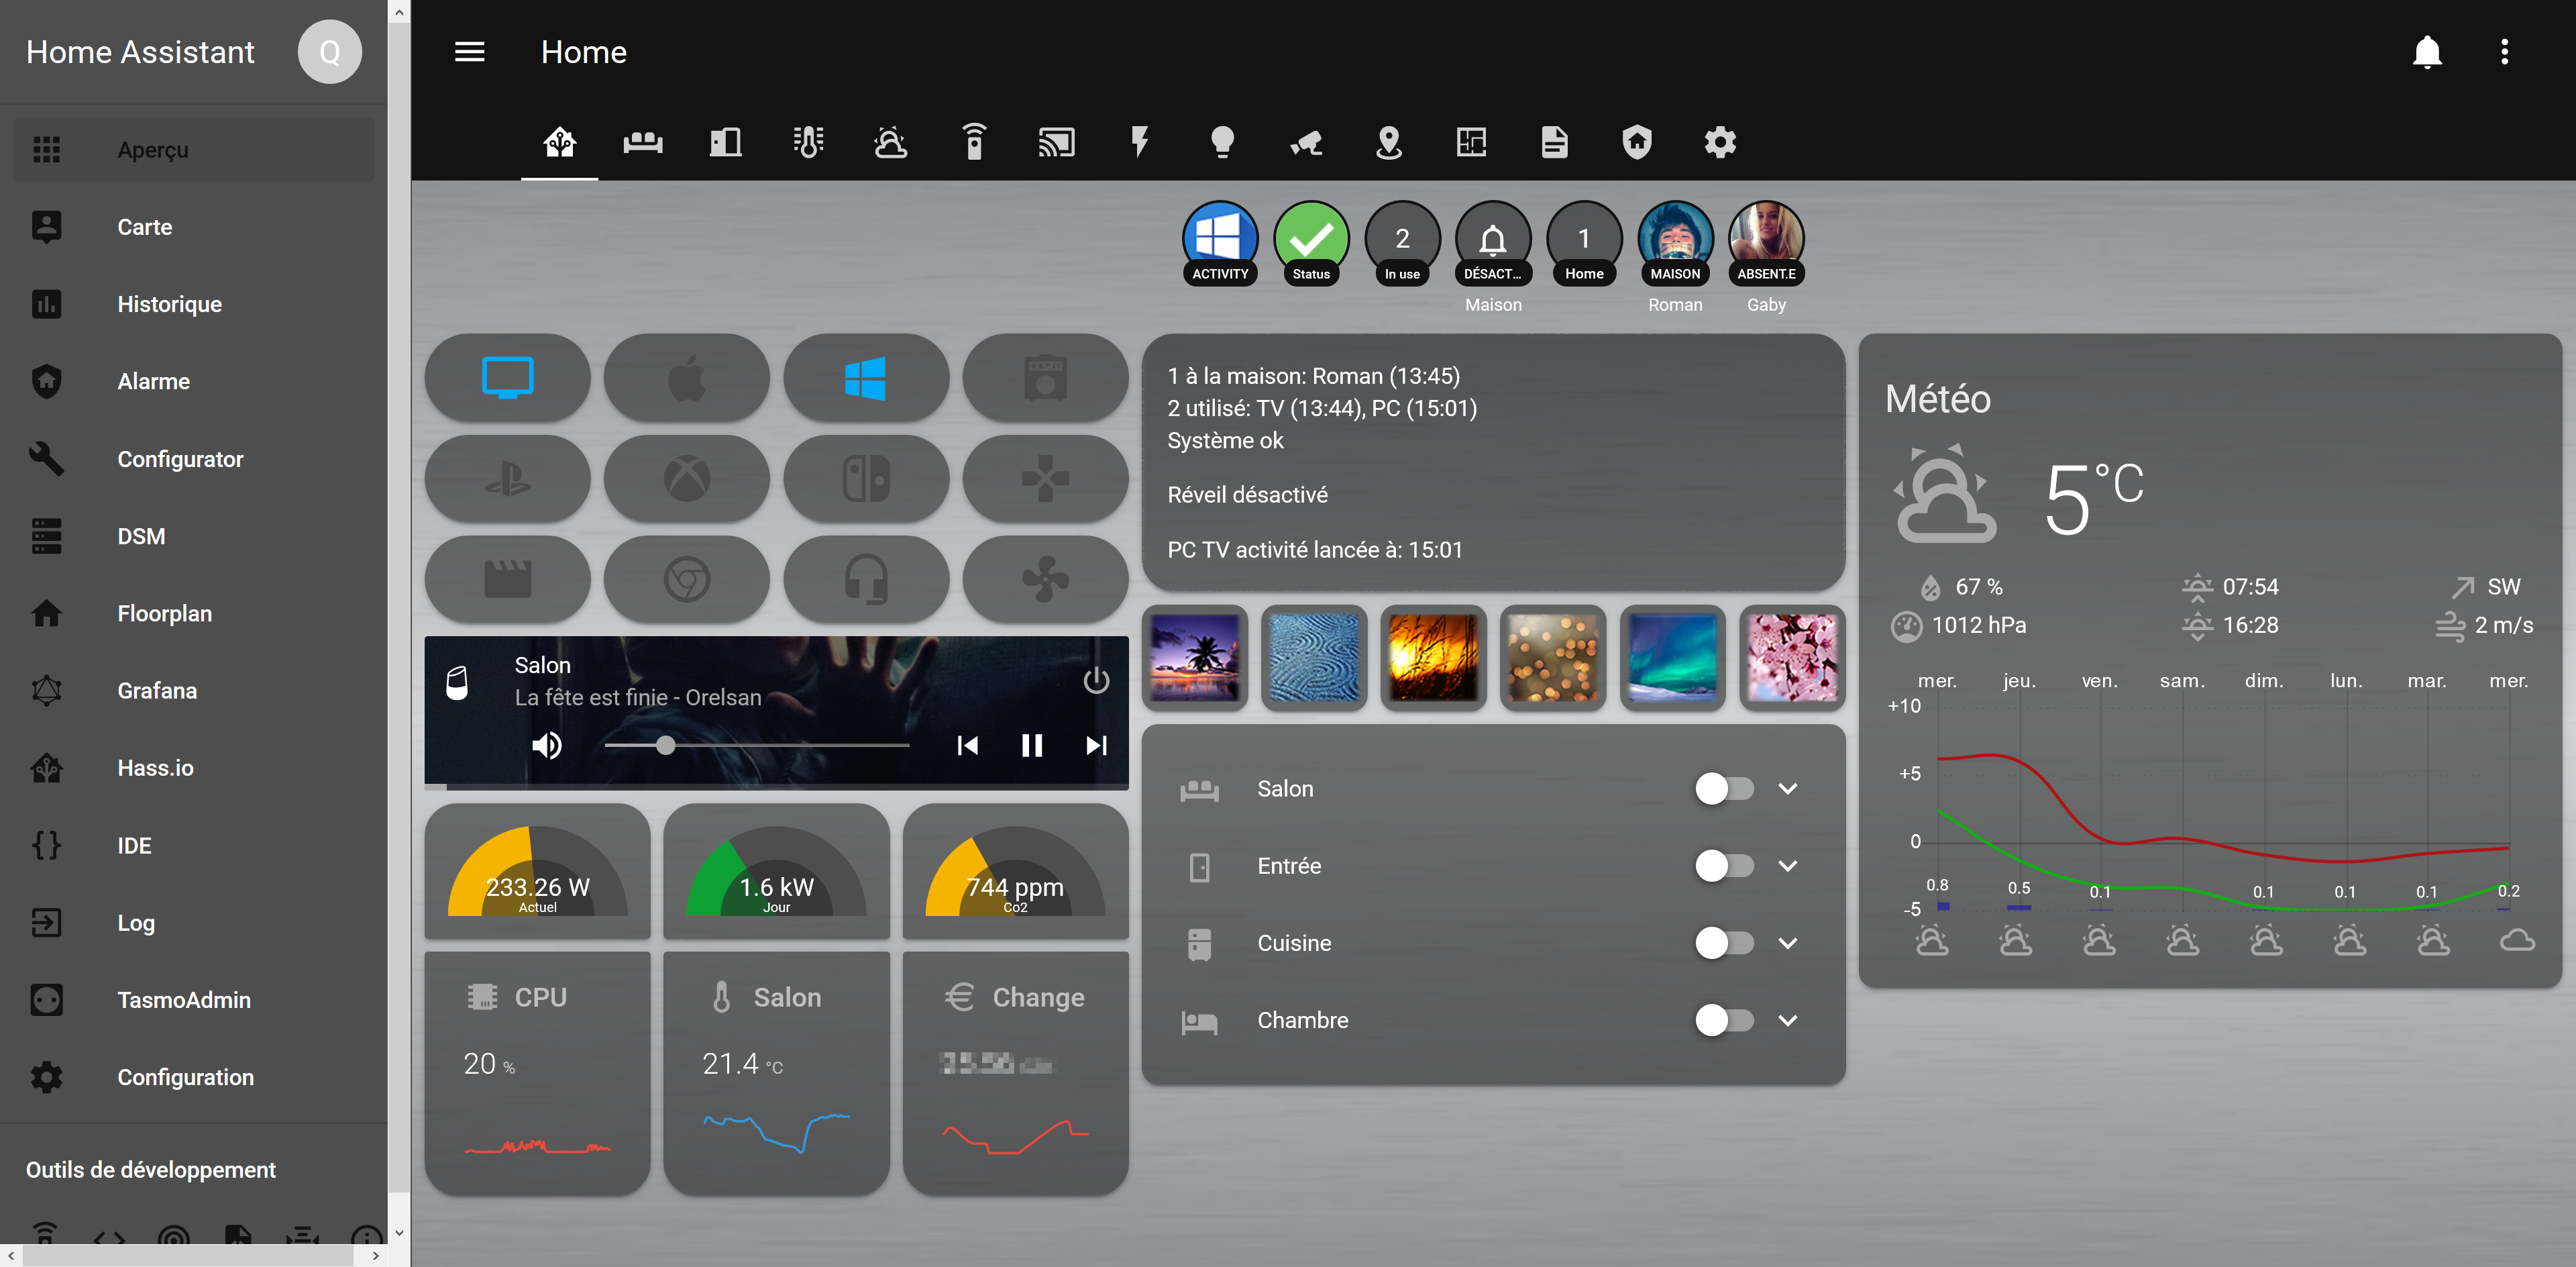 Home Assistant
Q
Aperçu
Carte
Historique
Alarme
Configurator
DSM
Floorplan
Grafana
Hass.io
IDE
Log
TasmoAdmin
Configuration
Outils de développement
Home
ACTIVITY
Status
2
In use
DÉSACT...
Maison
1
Home
MAISON
Roman
ABSENT.E
Gaby
Salon
La fête est finie - Orelsan
233.26 W
Actuel
1.6 kW
Jour
744 ppm
Co2
CPU
20 %
Salon
21.4 °C
Change
1 à la maison: Roman (13:45)
2 utilisé: TV (13:44), PC (15:01)
Système ok
Réveil désactivé
PC TV activité lancée à: 15:01
Salon
Entrée
Cuisine
Chambre
Météo
5 °C
67 % 07:54 SW
1012 hPa 16:28 2 m/s
mer. jeu. ven. sam. dim. lun. mar. mer.
+10
+5
0
0.8 0.5 0.1 0.1 0.1 0.1 0.2
-5